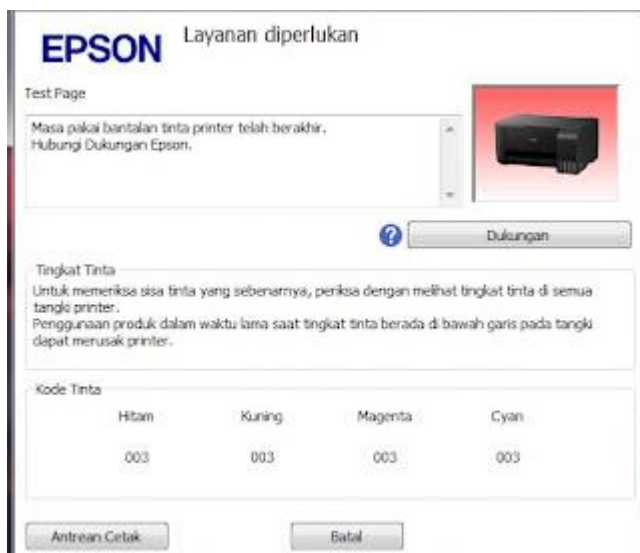 EPSON
Layanan diperlukan
Test Page
Masa pakai bantalan tinta printer telah berakhir.
Hubungi Dukungan Epson.
Dukungan
Tingkat Tinta
Untuk memeriksa sisa tinta yang sebenarnya, periksa dengan melihat tingkat tinta di semua
tangki printer.
Penggunaan produk dalam waktu lama saat tingkat tinta berada di bawah garis pada tangki
dapat merusak printer.
Kode Tinta
Hitam Kuning Magenta Cyan
003 003 003 003
Antrean Cetak Batal